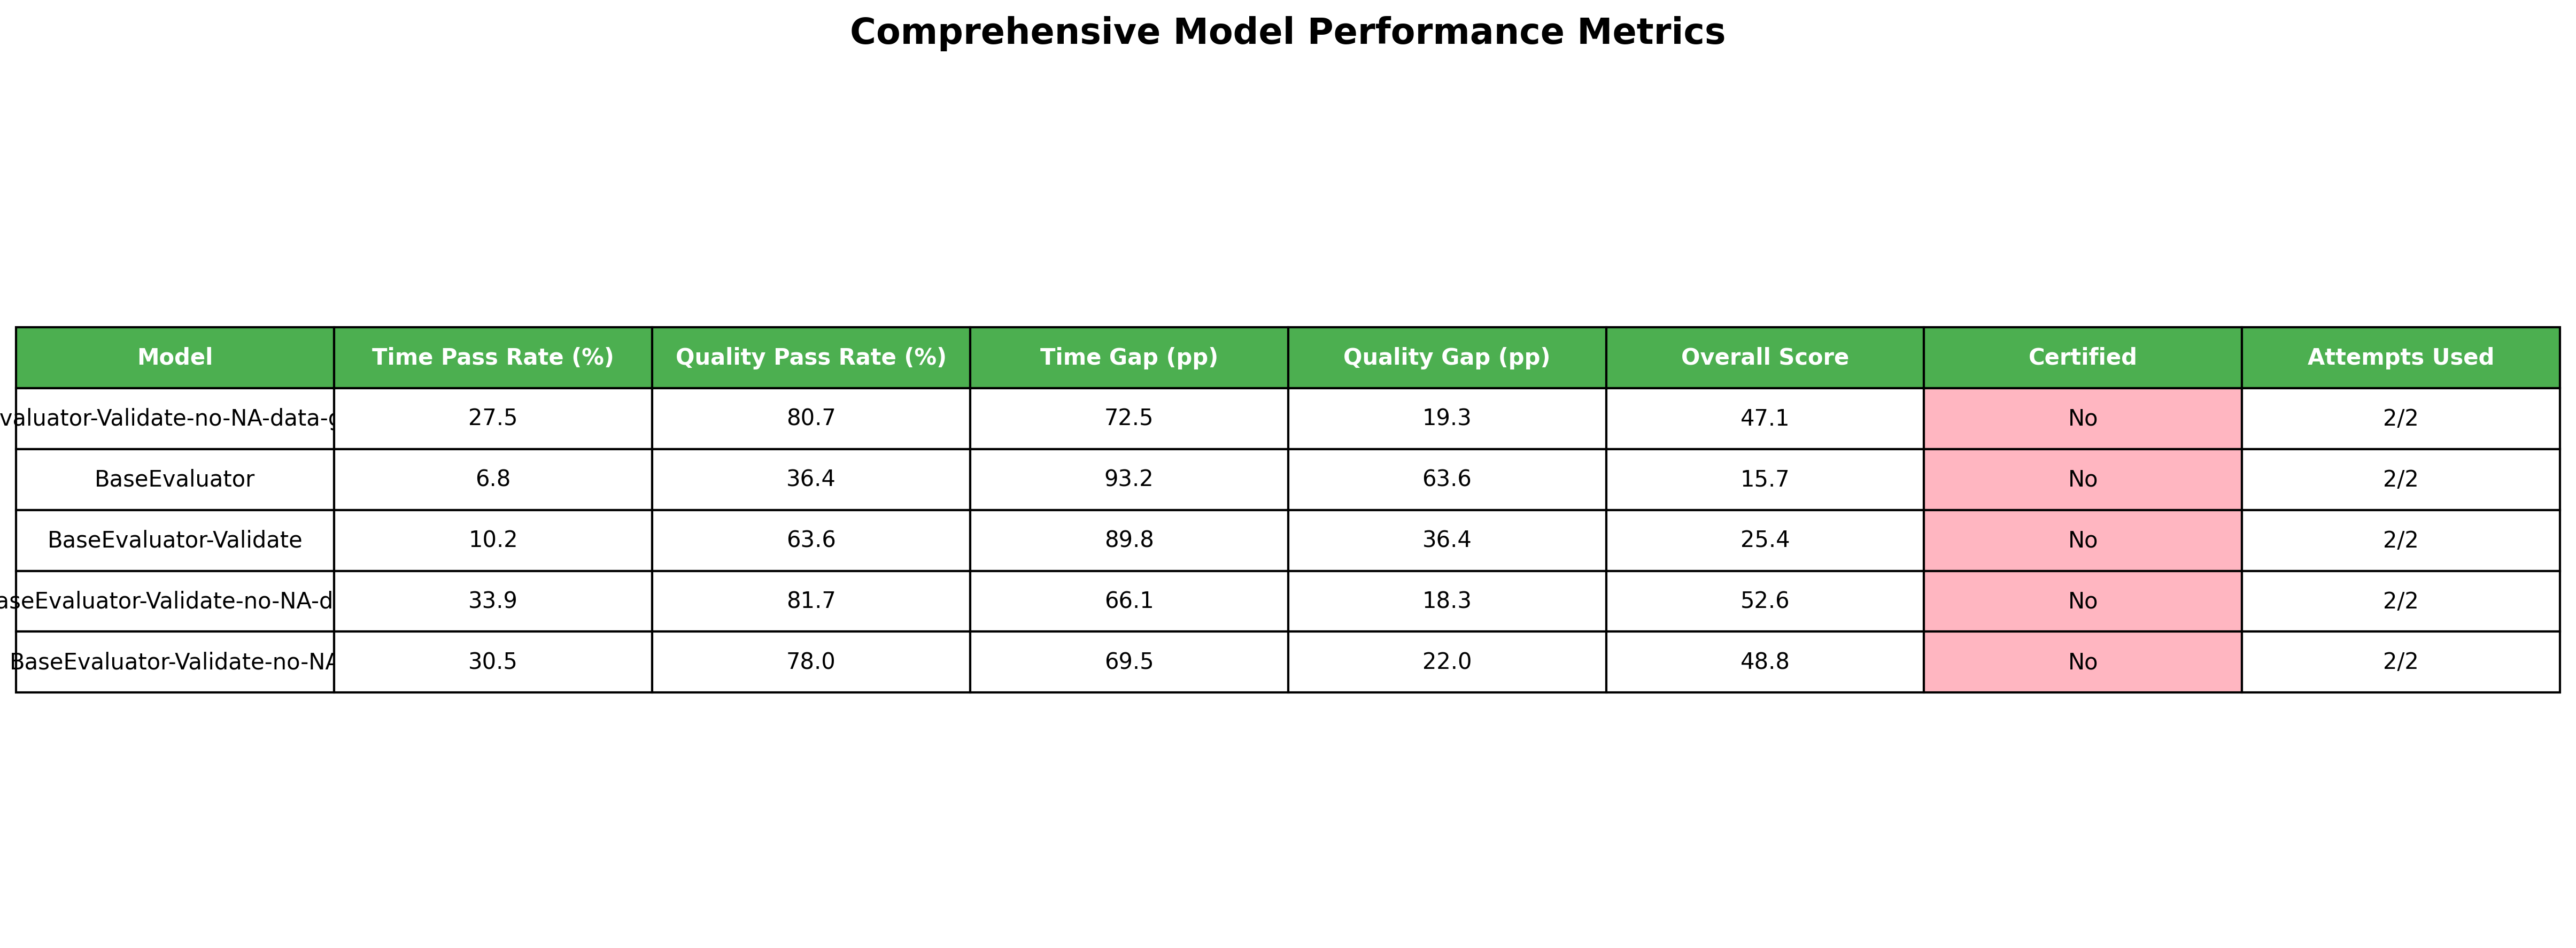 Comprehensive Model Performance Metrics
Model Time Pass Rate (%) Quality Pass Rate (%) Time Gap (pp) Quality Gap (pp) Overall Score Certified Attempts Used
valuator-Validate-no-NA-data- 27.5 80.7 72.5 19.3 47.1 No 2/2
BaseEvaluator 6.8 36.4 93.2 63.6 15.7 No 2/2
BaseEvaluator-Validate 10.2 63.6 89.8 36.4 25.4 No 2/2
aseEvaluator-Validate-no-NA-d 33.9 81.7 66.1 18.3 52.6 No 2/2
BaseEvaluator-Validate-no-NA 30.5 78.0 69.5 22.0 48.8 No 2/2